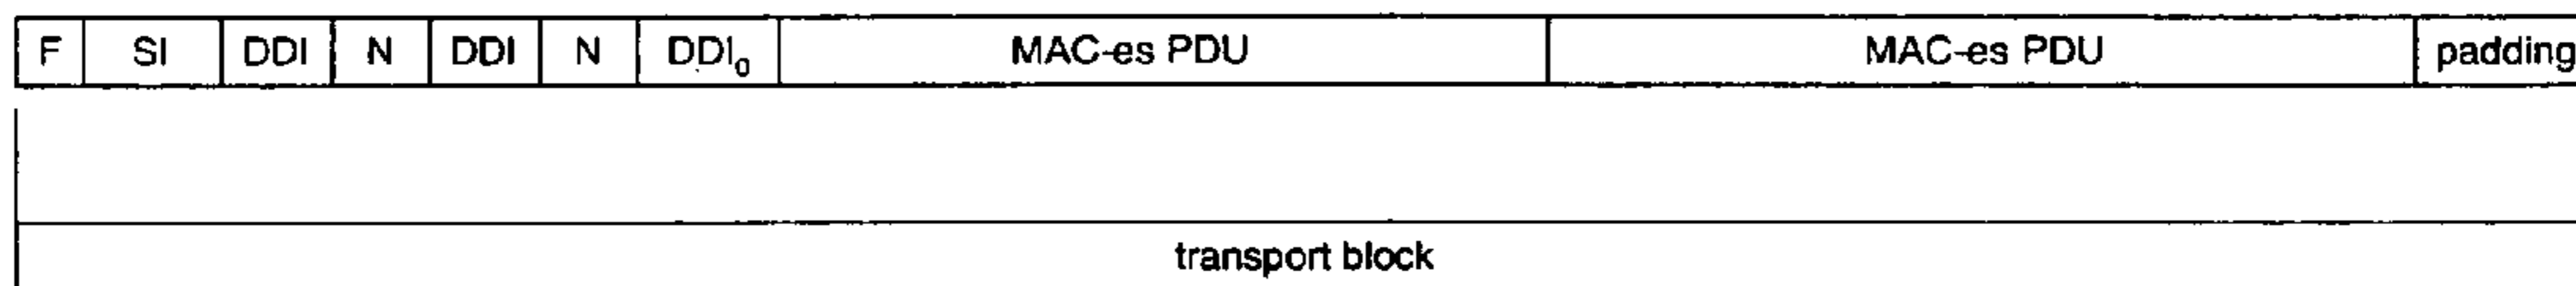 F SI DDI N DDI N DDI₀ MAC-es PDU MAC-es PDU padding
transport block